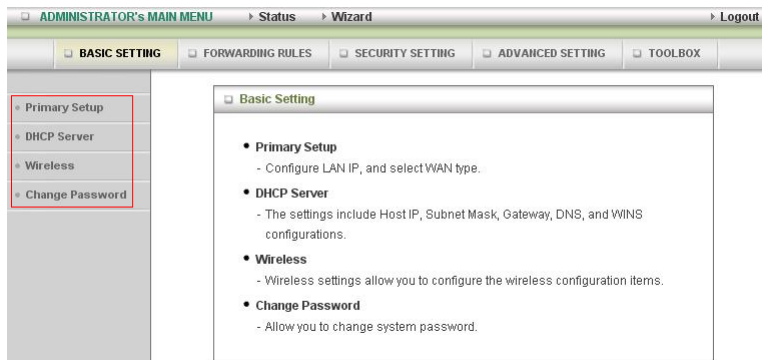 ADMINISTRATOR's MAIN MENU Status Wizard Logout
BASIC SETTING FORWARDING RULES SECURITY SETTING ADVANCED SETTING TOOLBOX
Primary Setup
DHCP Server
Wireless
Change Password
Basic Setting
Primary Setup
- Configure LAN IP, and select WAN type.
DHCP Server
- The settings include Host IP, Subnet Mask, Gateway, DNS, and WINS
configurations.
Wireless
- Wireless settings allow you to configure the wireless configuration items.
Change Password
- Allow you to change system password.